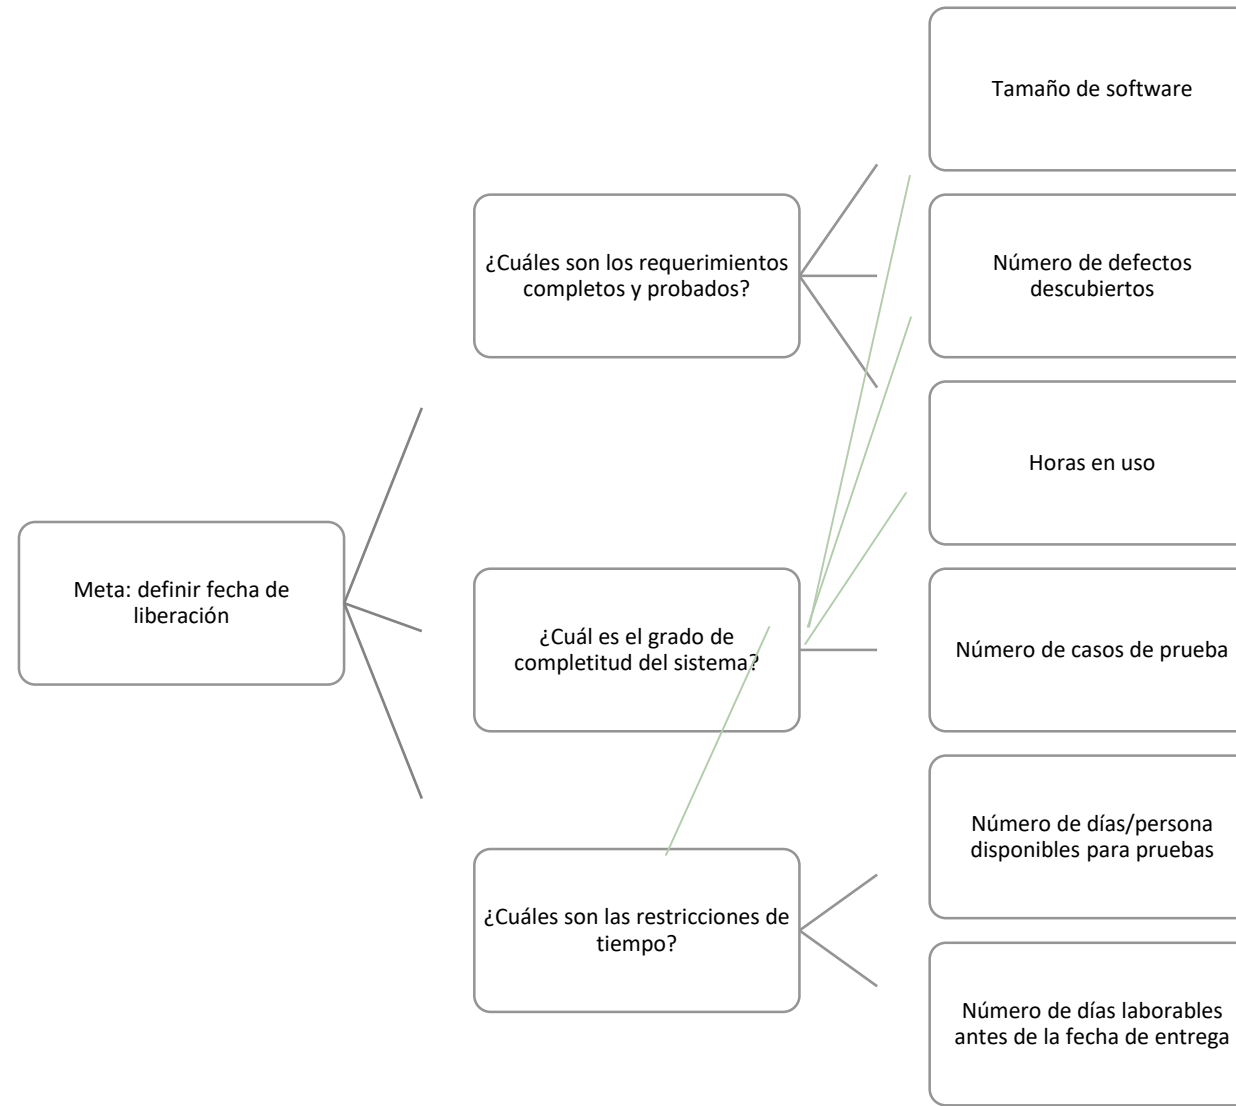 Tamaño de software
¿Cuáles son los requerimientos
completos y probados?
Número de defectos
descubiertos
Horas en uso
Meta: definir fecha de
liberación
¿Cuál es el grado de
completitud del sistema?
Número de casos de prueba
Número de días/persona
disponibles para pruebas
¿Cuáles son las restricciones de
tiempo?
Número de días laborables
antes de la fecha de entrega